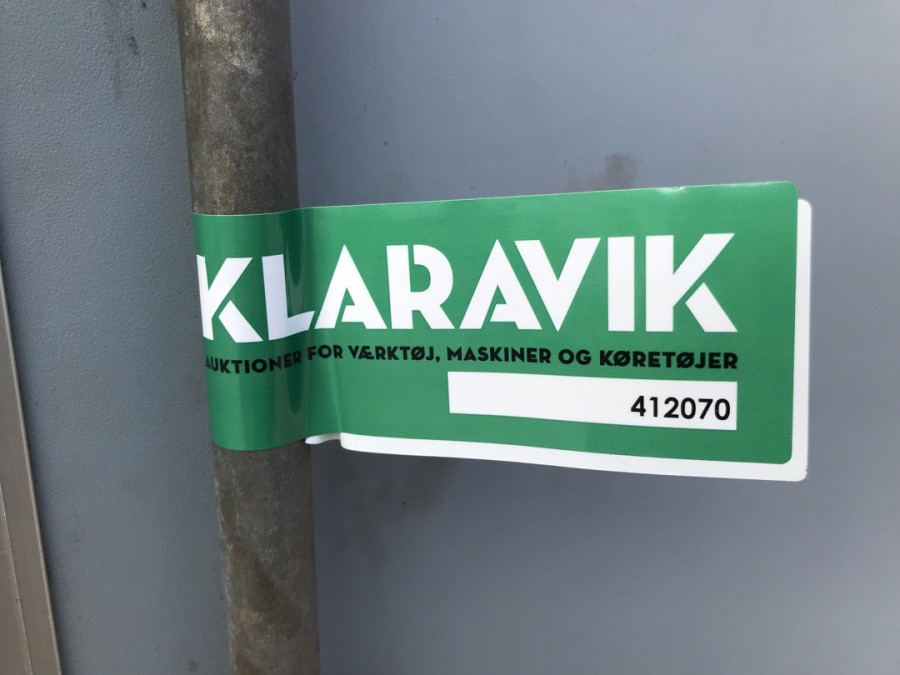 KLARAVIK
AUKTIONER FOR VÆRKTØJ, MASKINER OG KØRETØJER
412070